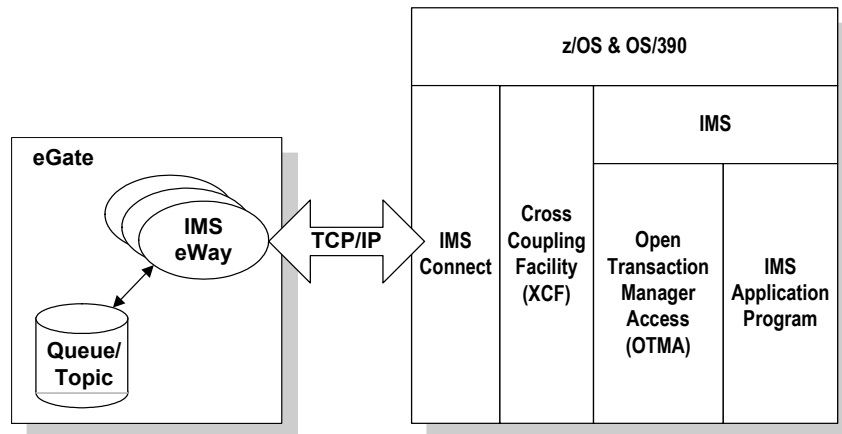 eGate
IMS
eWay
Queue/
Topic
TCP/IP
z/OS & OS/390
IMS
Connect
Cross
Coupling
Facility
(XCF)
IMS
Open
Transaction
Manager
Access
(OTMA)
IMS
Application
Program